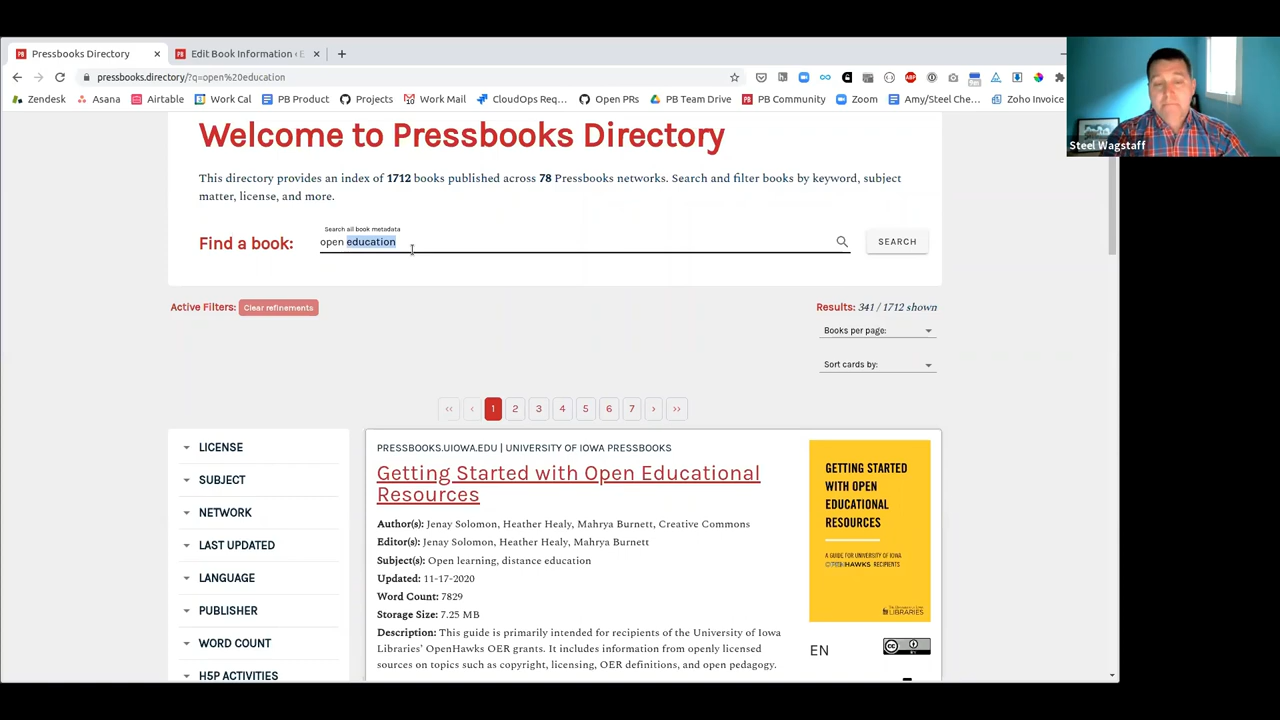 Pressbooks Directory
Edit Book Information ‹ E
pressbooks.directory/?q=open%20education
Zendesk Asana Airtable Work Cal PB Product Projects Work Mail CloudOps Req... Open PRs PB Team Drive PB Community Zoom Amy/Steel Che... Zoho Invoice
Steel Wagstaff
Welcome to Pressbooks Directory
This directory provides an index of 1712 books published across 78 Pressbooks networks. Search and filter books by keyword, subject
matter, license, and more.
Find a book:
Search all book metadata
open education
SEARCH
Active Filters: Clear refinements
Results: 341 / 1712 shown
Books per page:
Sort cards by:
‹‹ ‹ 1 2 3 4 5 6 7 › ››
LICENSE
SUBJECT
NETWORK
LAST UPDATED
LANGUAGE
PUBLISHER
WORD COUNT
H5P ACTIVITIES
PRESSBOOKS.UIOWA.EDU | UNIVERSITY OF IOWA PRESSBOOKS
Getting Started with Open Educational
Resources
Author(s): Jenay Solomon, Heather Healy, Mahrya Burnett, Creative Commons
Editor(s): Jenay Solomon, Heather Healy, Mahrya Burnett
Subject(s): Open learning, distance education
Updated: 11-17-2020
Word Count: 7829
Storage Size: 7.25 MB
Description: This guide is primarily intended for recipients of the University of Iowa
Libraries' OpenHawks OER grants. It includes information from openly licensed
sources on topics such as copyright, licensing, OER definitions, and open pedagogy.
GETTING STARTED
WITH OPEN
EDUCATIONAL
RESOURCES
A GUIDE FOR UNIVERSITY OF IOWA
OPENHAWKS RECIPIENTS
LIBRARIES
EN
CC BY